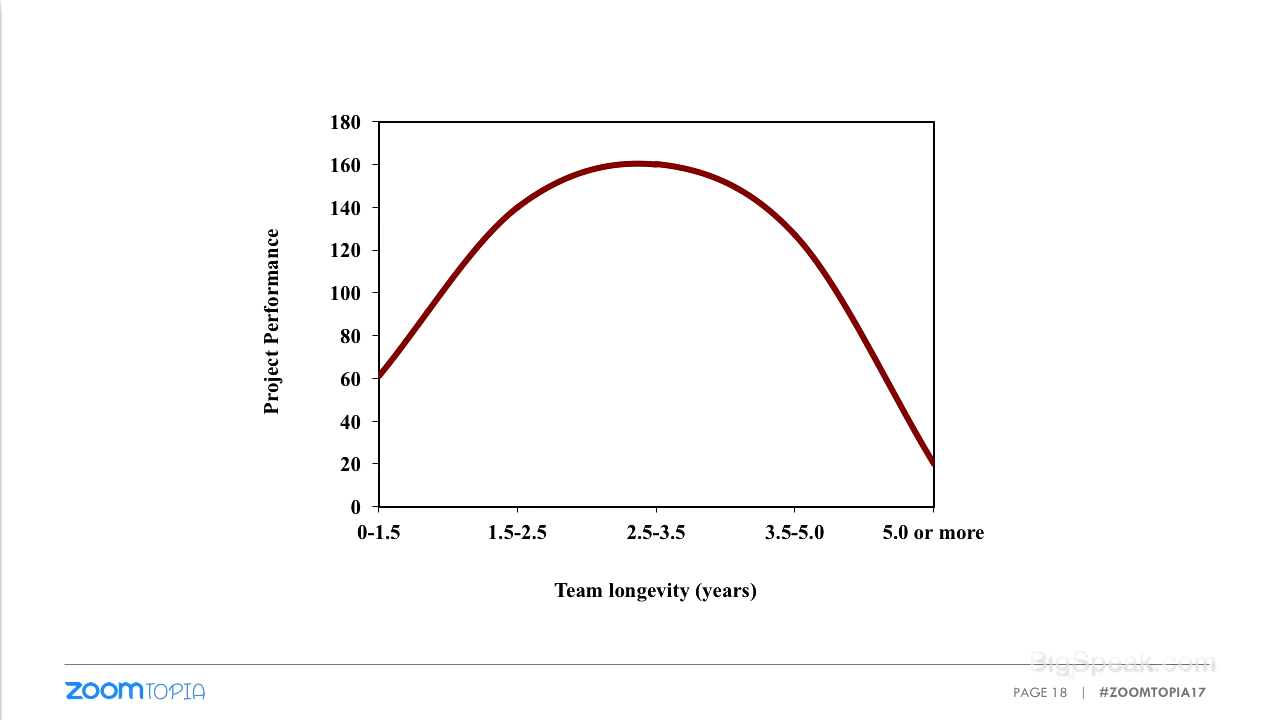 180
160
140
120
100
80
60
40
20
0
Project Performance
0-1.5 1.5-2.5 2.5-3.5 3.5-5.0 5.0 or more
Team longevity (years)
BigSpeak.com
ZOOMTOPIA
PAGE 18 | #ZOOMTOPIA17